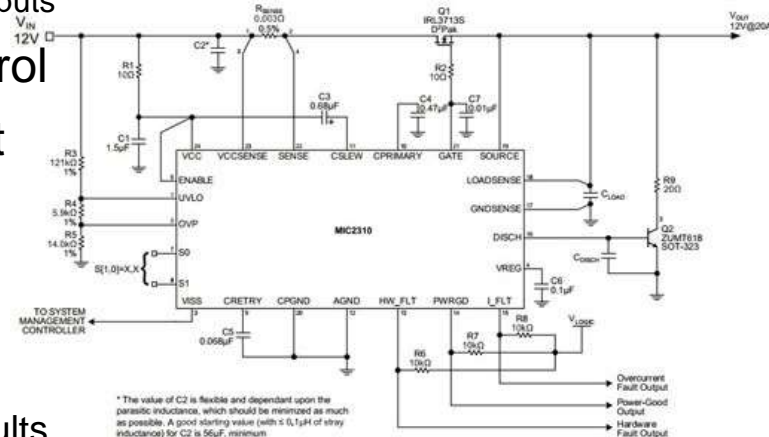 outs
rol
t
ults
V_IN
12V
C2*
R_SENSE
0.003Ω
0.5%
Q1
IRL3713S
D²Pak
V_OUT
12V@20A
R1
10Ω
R2
10Ω
C3
0.68µF
C4
0.47µF
C7
0.01µF
C1
1.5µF
R3
121kΩ
1%
R4
5.9kΩ
1%
R5
14.0kΩ
1%
VCC
VCCSENSE
SENSE
CSLEW
CPRIMARY
GATE
SOURCE
ENABLE
UVLO
OVP
S0
S1
S[1,0]=X,X
MIC2310
LOADSENSE
GNDSENSE
DISCH
VREG
C_LOAD
R9
20Ω
Q2
ZUMT618
SOT-323
C_DISCH
C6
0.1µF
VISS
CRETRY
CPGND
AGND
HW_FLT
PWRGD
I_FLT
TO SYSTEM
MANAGEMENT
CONTROLLER
C5
0.068µF
R8
10kΩ
R7
10kΩ
R6
10kΩ
V_LOGIC
Overcurrent
Fault Output
Power-Good
Output
Hardware
Fault Output
* The value of C2 is flexible and dependant upon the
parasitic inductance, which should be minimized as much
as possible. A good starting value (with ≤ 0,1µH of stray
inductance) for C2 is 56µF, minimum